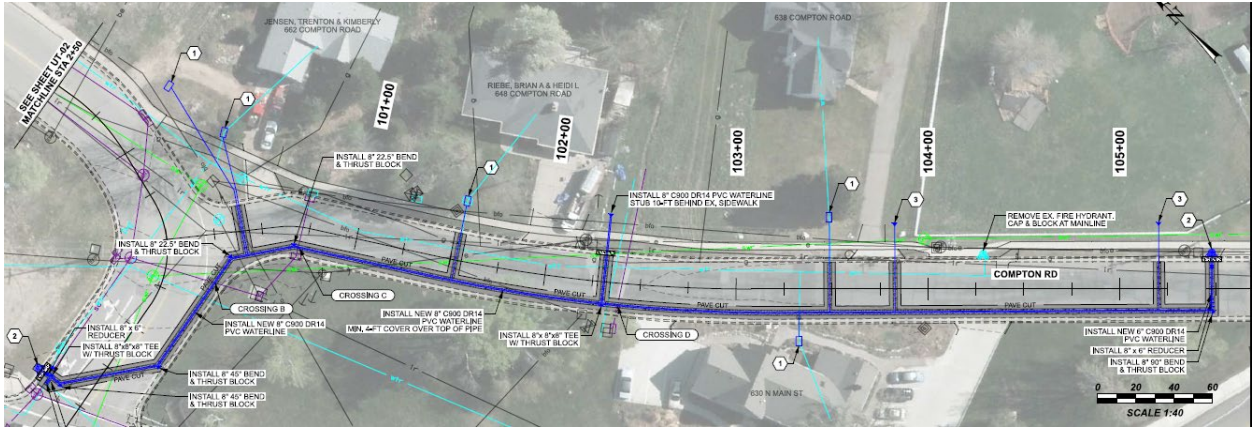 JENSEN, TRENTON & KIMBERLY
662 COMPTON ROAD
638 COMPTON ROAD
SEE SHEET UT-02
MATCHLINE STA 2+50
1
1
101+00
RIEBE, BRIAN A & HEIDI L
648 COMPTON ROAD
102+00
103+00
104+00
105+00
INSTALL 8" 22.5° BEND
& THRUST BLOCK
1
INSTALL 8" C900 DR14 PVC WATERLINE
STUB 10-FT BEHIND EX. SIDEWALK
1
3
REMOVE EX. FIRE HYDRANT.
CAP & BLOCK AT MAINLINE
3
2
INSTALL 8" 22.5° BEND
& THRUST BLOCK
PAVE CUT
COMPTON RD
PAVE CUT
CROSSING B
CROSSING C
PAVE CUT
PAVE CUT
PAVE CUT
INSTALL NEW 8" C900 DR14
PVC WATERLINE
INSTALL NEW 8" C900 DR14
PVC WATERLINE
MIN. 4-FT COVER OVER TOP OF PIPE
INSTALL 8"x 8"x8" TEE
W/ THRUST BLOCK
CROSSING D
INSTALL NEW 6" C900 DR14
PVC WATERLINE
INSTALL 8" x 6" REDUCER
INSTALL 8" 90° BEND
& THRUST BLOCK
2
INSTALL 8" x 6"
REDUCER
INSTALL 8"x8"x8" TEE
W/ THRUST BLOCK
PAVE CUT
INSTALL 8" 45° BEND
& THRUST BLOCK
INSTALL 8" 45° BEND
& THRUST BLOCK
1
630 N MAIN ST
0 20 40 60
SCALE 1:40